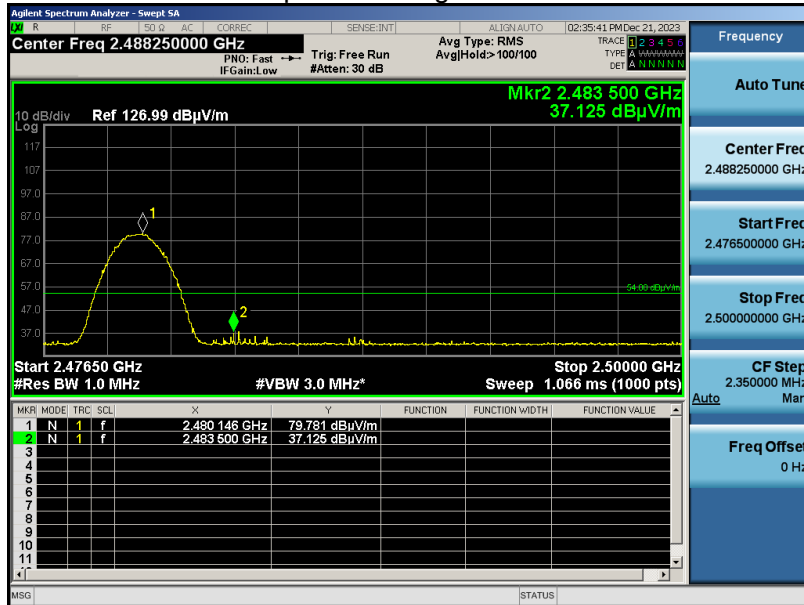 Agilent Spectrum Analyzer - Swept SA
LXI R RF 50 Ω AC CORREC SENSE:INT ALIGN AUTO 02:35:41 PM Dec 21, 2023
Center Freq 2.488250000 GHz
PNO: Fast
IFGain:Low
Trig: Free Run
#Atten: 30 dB
Avg Type: RMS
Avg|Hold:>100/100
TRACE 1 2 3 4 5 6
TYPE A
DET A N N N N N
Frequency
Auto Tune
Center Freq
2.488250000 GHz
Start Freq
2.476500000 GHz
Stop Freq
2.500000000 GHz
CF Step
2.350000 MHz
Auto Man
Freq Offset
0 Hz
Mkr2 2.483 500 GHz
37.125 dBµV/m
10 dB/div Ref 126.99 dBµV/m
Log
117
107
97.0
87.0
77.0
67.0
57.0
47.0
37.0
1
2
54.00 dBµV/m
Start 2.47650 GHz Stop 2.50000 GHz
#Res BW 1.0 MHz #VBW 3.0 MHz* Sweep 1.066 ms (1000 pts)
MKR MODE TRC SCL X Y FUNCTION FUNCTION WIDTH FUNCTION VALUE
1 N 1 f 2.480 146 GHz 79.781 dBµV/m
2 N 1 f 2.483 500 GHz 37.125 dBµV/m
3
4
5
6
7
8
9
10
11
MSG STATUS